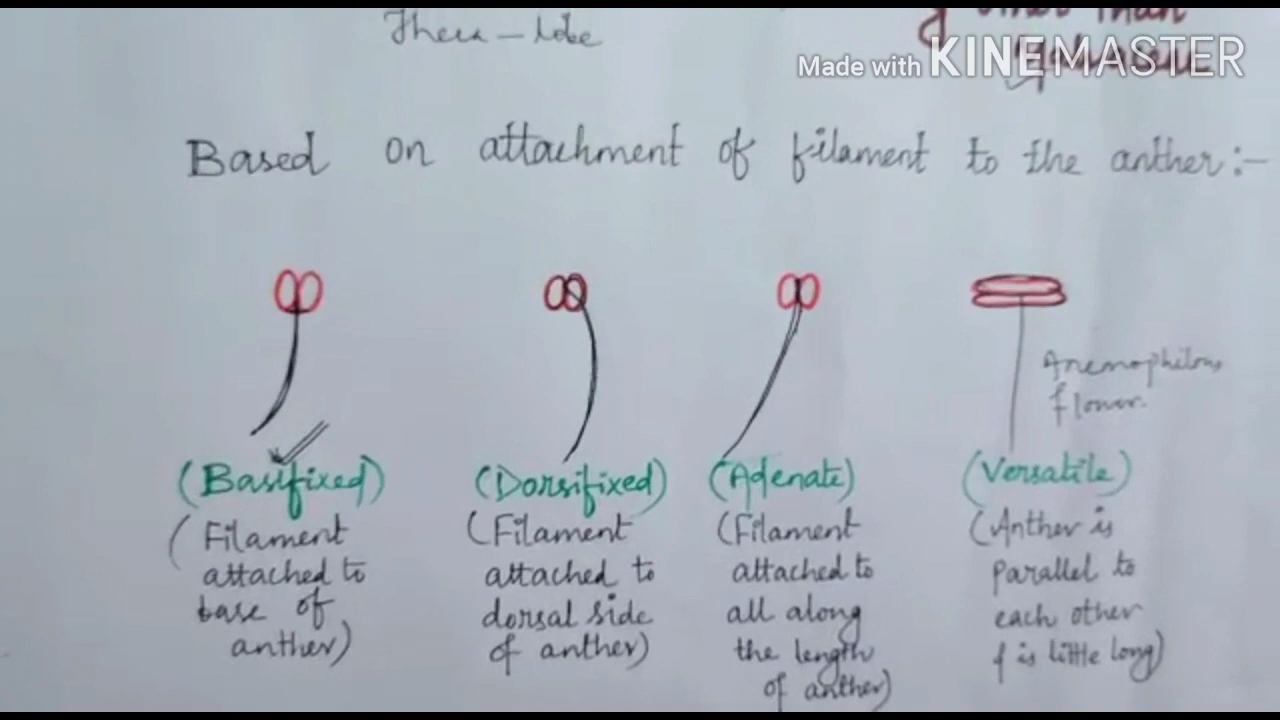 Theca - lobe
other than
Made with KINEMASTER
Based on attachment of filament to the anther:-
Anemophilous
flower.
(Basifixed) (Dorsifixed) (Adenate) (Versatile)
(Filament
attached to
base of
anther)
(Filament
attached to
dorsal side
of anther)
(Filament
attached to
all along
the length
of anther)
(Anther is
parallel to
each other
f is little long)